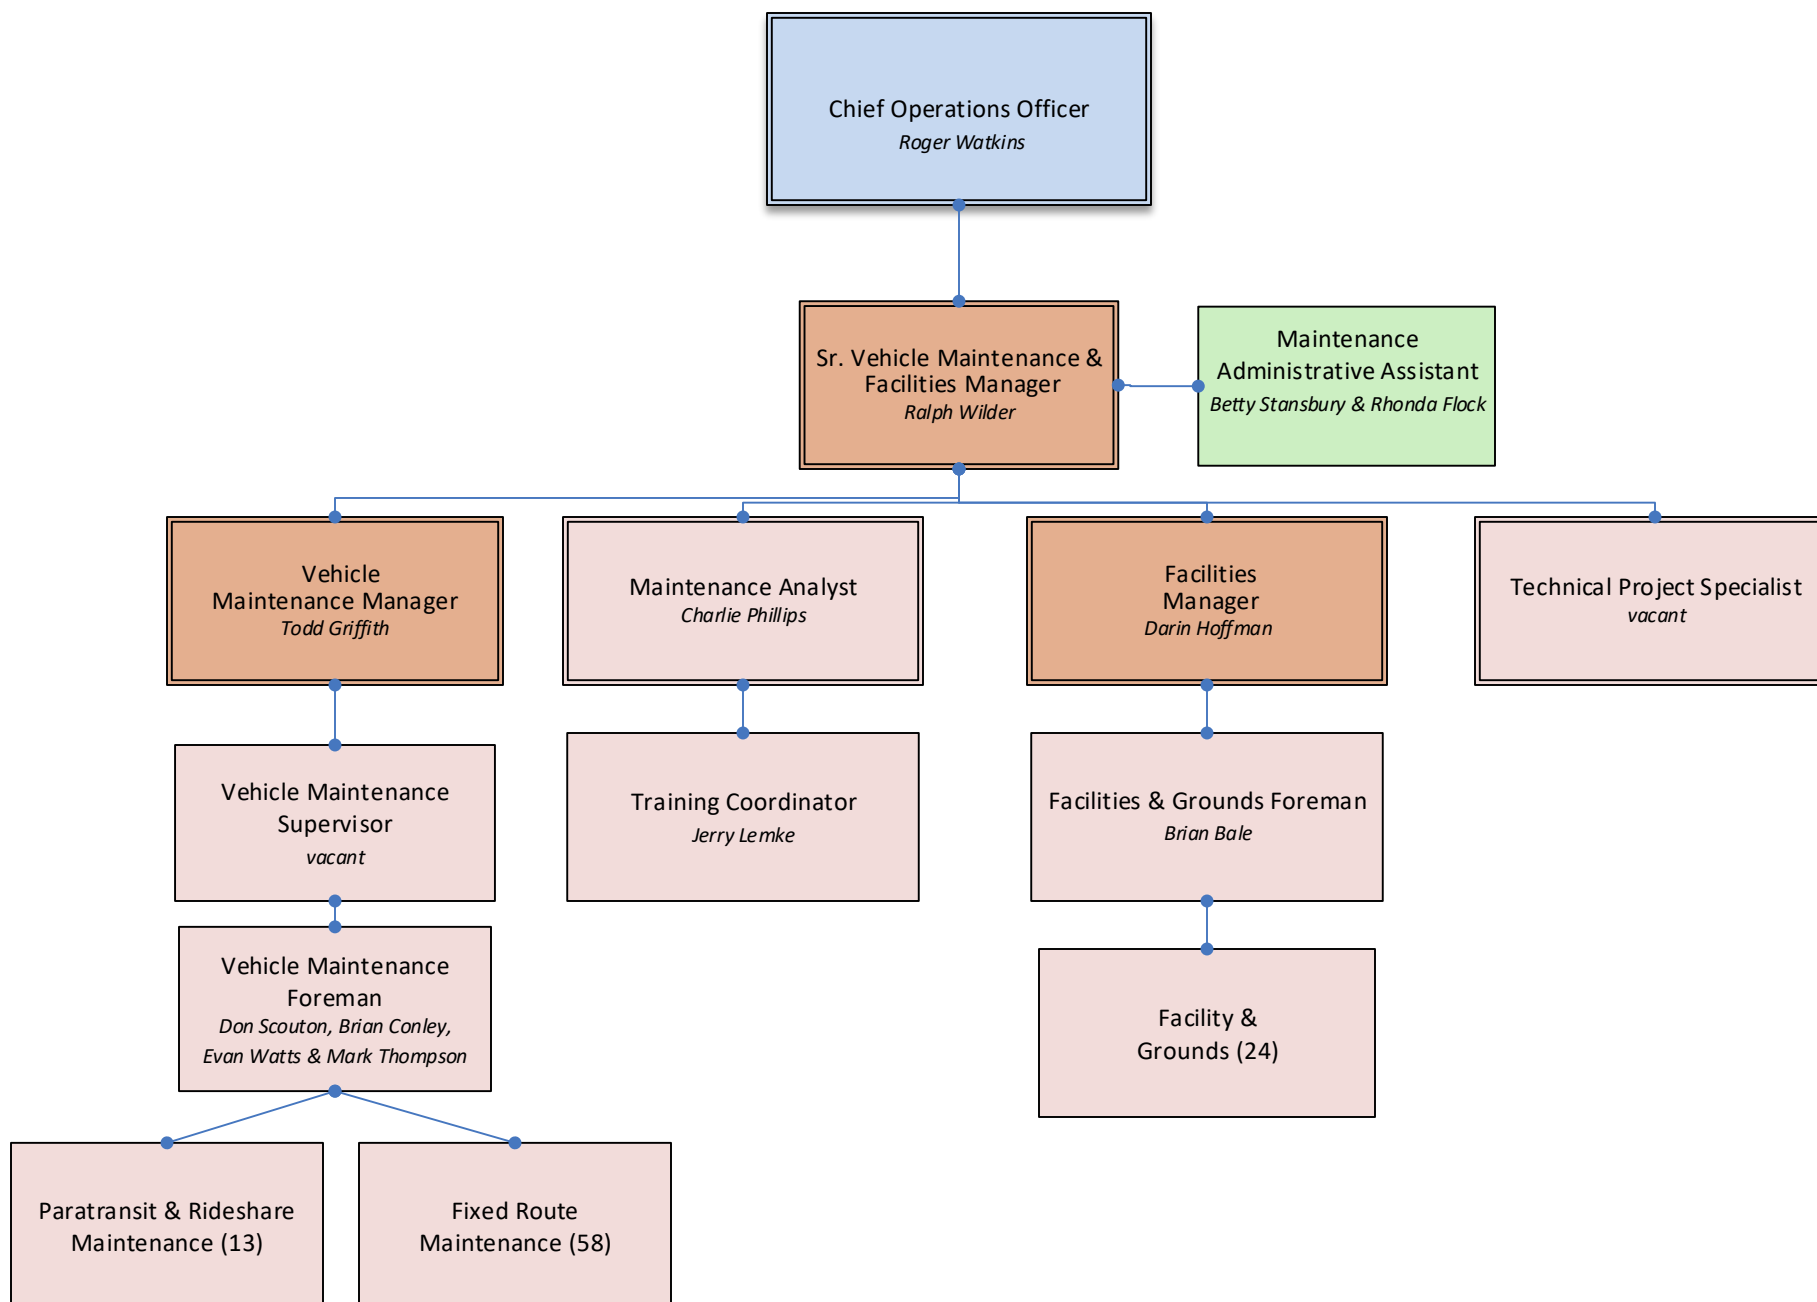 Chief Operations Officer
Roger Watkins
Sr. Vehicle Maintenance &
Facilities Manager
Ralph Wilder
Maintenance
Administrative Assistant
Betty Stansbury & Rhonda Flock
Vehicle
Maintenance Manager
Todd Griffith
Maintenance Analyst
Charlie Phillips
Facilities
Manager
Darin Hoffman
Technical Project Specialist
vacant
Vehicle Maintenance
Supervisor
vacant
Training Coordinator
Jerry Lemke
Facilities & Grounds Foreman
Brian Bale
Vehicle Maintenance
Foreman
Don Scouton, Brian Conley,
Evan Watts & Mark Thompson
Facility &
Grounds (24)
Paratransit & Rideshare
Maintenance (13)
Fixed Route
Maintenance (58)